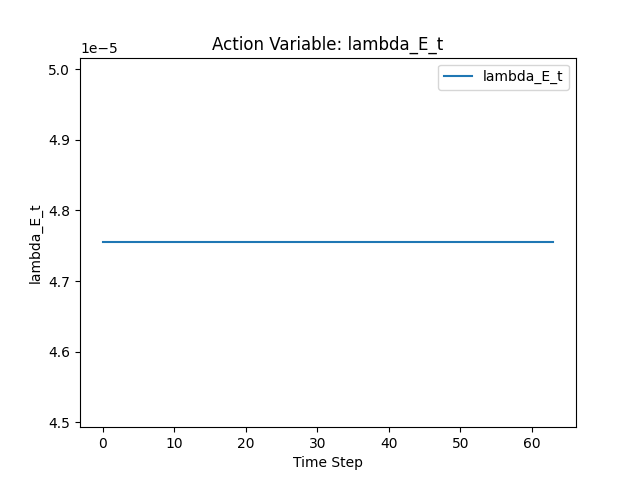 Action Variable: lambda_E_t
1e−5
lambda_E_t
5.0
4.9
4.8
4.7
4.6
4.5
lambda_E_t
0 10 20 30 40 50 60
Time Step